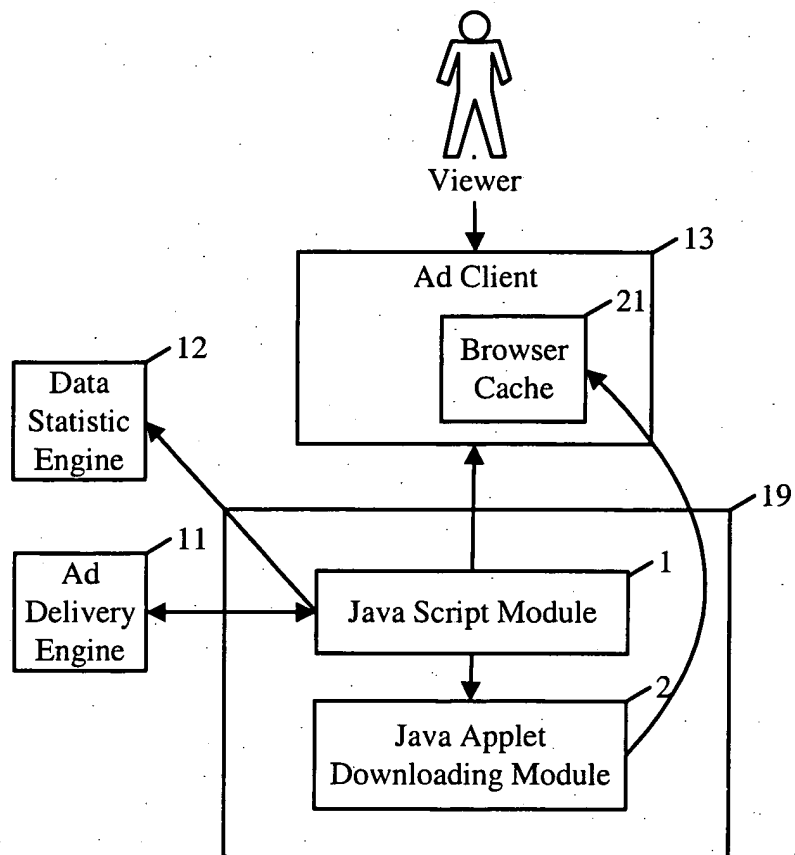 Viewer
13
Ad Client
21
Browser
Cache
12
Data
Statistic
Engine
19
11
Ad
Delivery
Engine
1
Java Script Module
2
Java Applet
Downloading Module